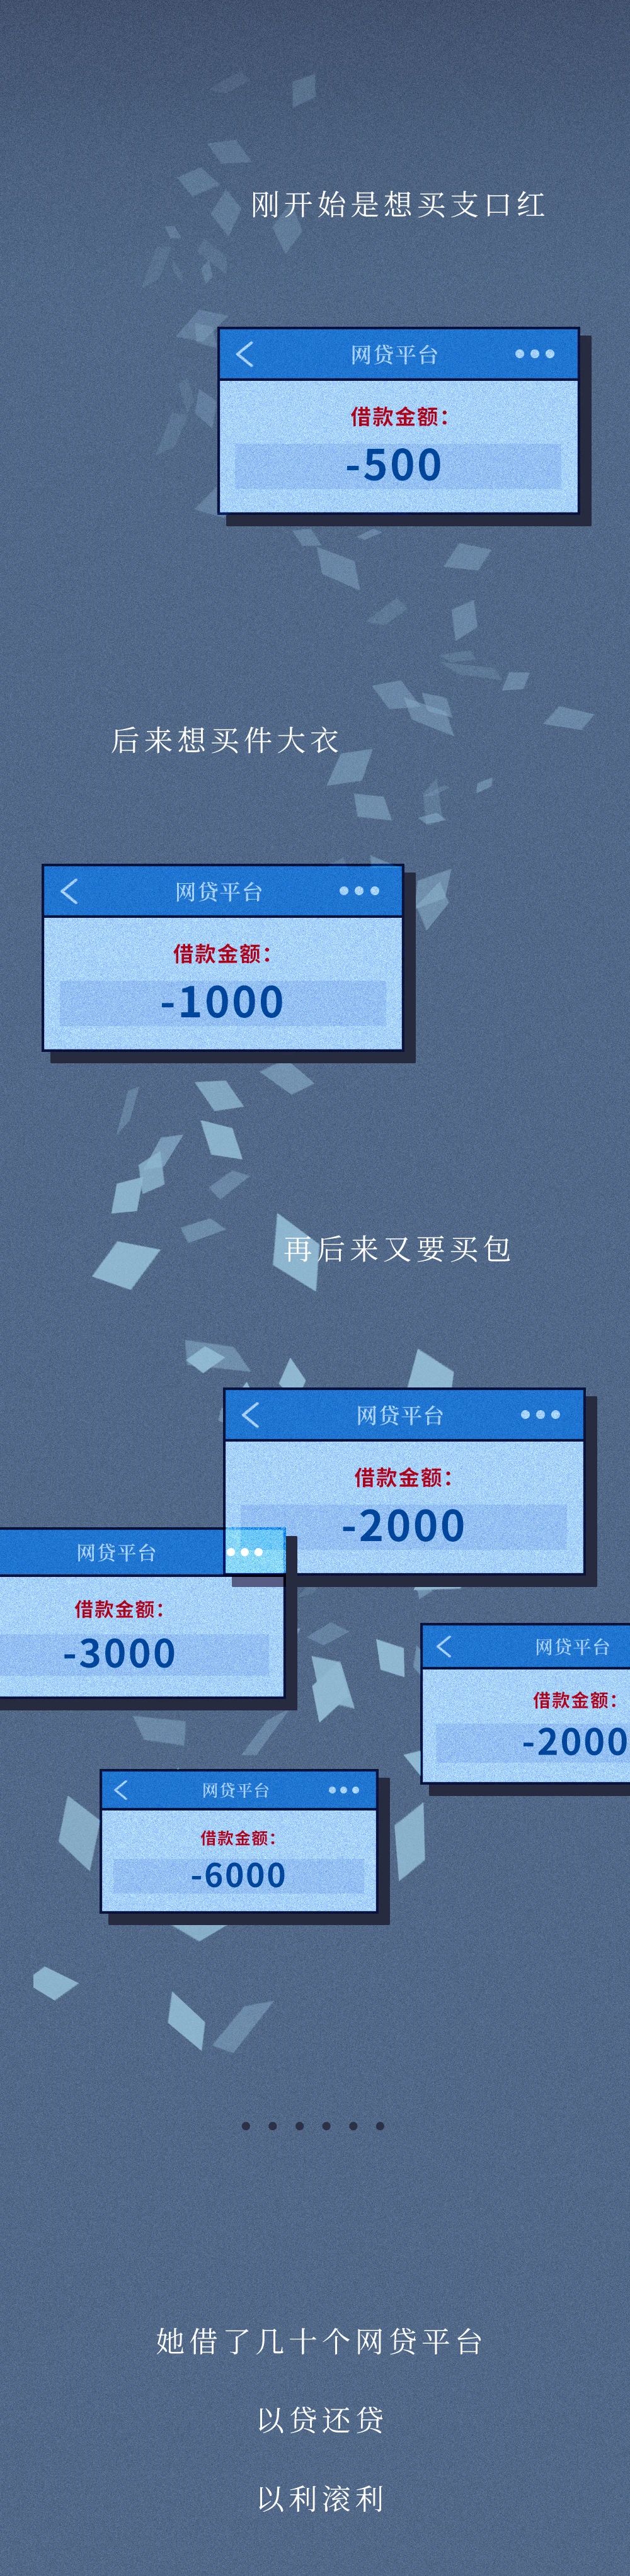 刚开始是想买支口红
网贷平台
借款金额：
-500
后来想买件大衣
网贷平台
借款金额：
-1000
再后来又要买包
网贷平台
借款金额：
-2000
网贷平台
借款金额：
-3000
网贷平台
借款金额：
-2000
网贷平台
借款金额：
-6000
······
她借了几十个网贷平台
以贷还贷
以利滚利